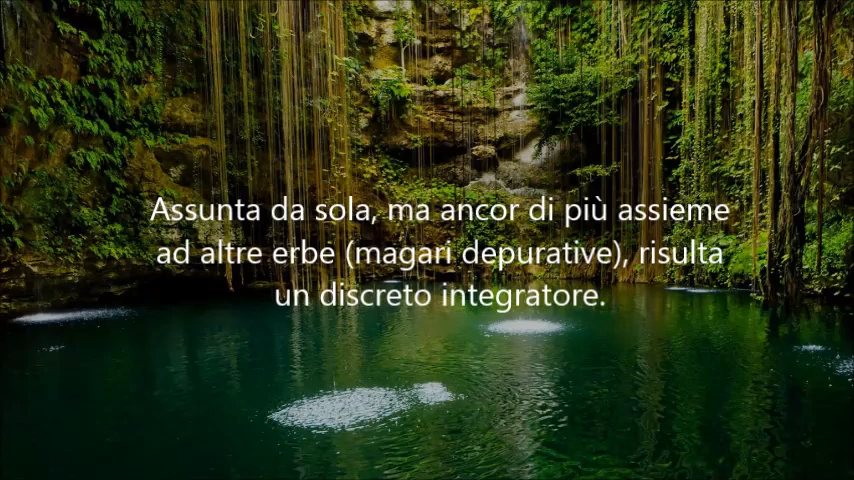 Assunta da sola, ma ancor di più assieme
ad altre erbe (magari depurative), risulta
un discreto integratore.